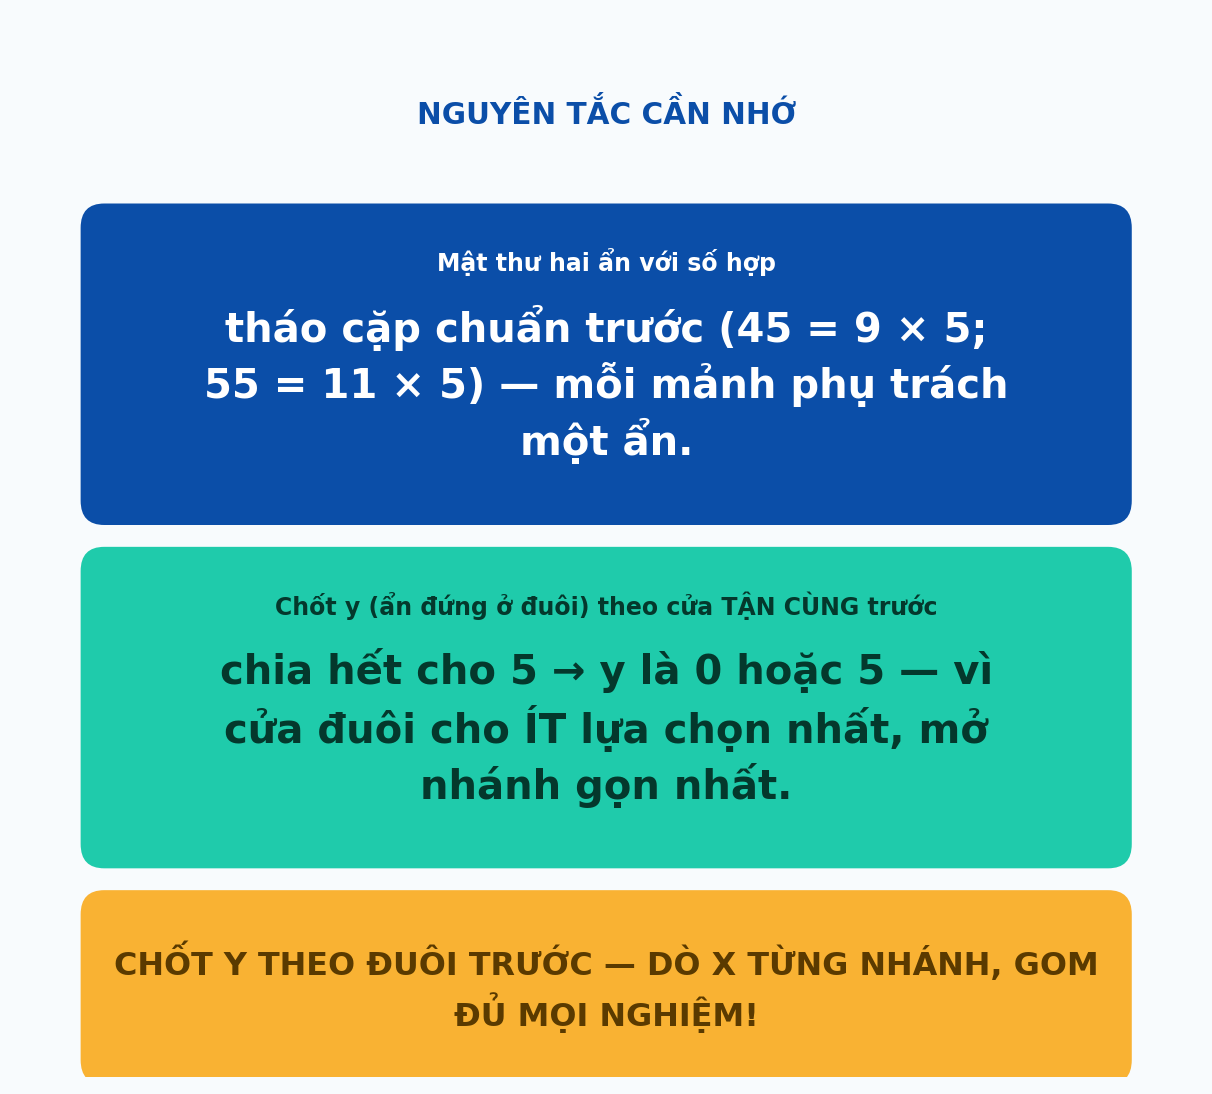 NGUYÊN TẮC CẦN NHỚ
Mật thư hai ẩn với số hợp
tháo cặp chuẩn trước (45 = 9 × 5;
55 = 11 × 5) — mỗi mảnh phụ trách
một ẩn.
Chốt y (ẩn đứng ở đuôi) theo cửa TẬN CÙNG trước
chia hết cho 5 → y là 0 hoặc 5 — vì
cửa đuôi cho ÍT lựa chọn nhất, mở
nhánh gọn nhất.
CHỐT Y THEO ĐUÔI TRƯỚC — DÒ X TỪNG NHÁNH, GOM
ĐỦ MỌI NGHIỆM!